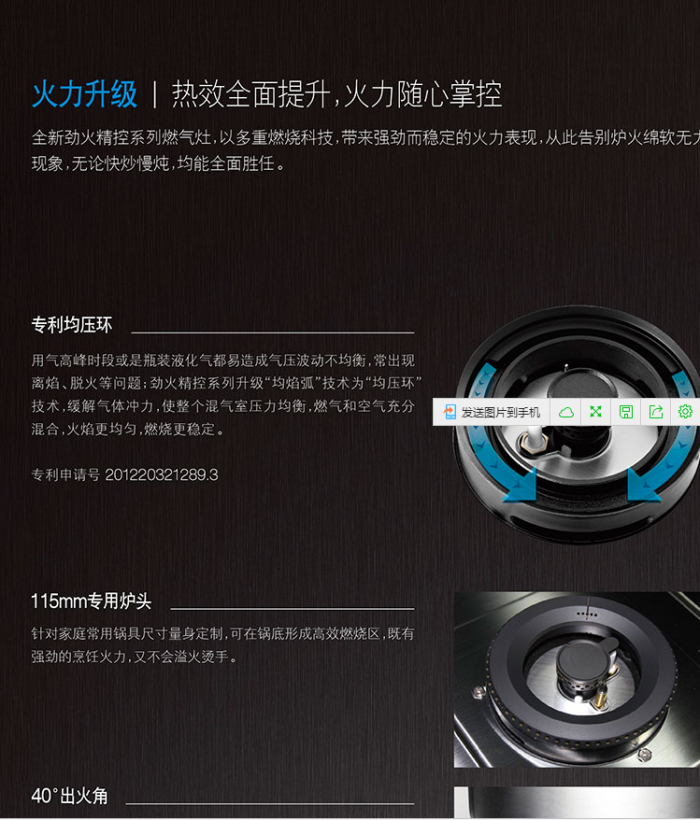 火力升级 | 热效全面提升,火力随心掌控
全新劲火精控系列燃气灶,以多重燃烧科技,带来强劲而稳定的火力表现,从此告别炉火绵软无力
现象,无论快炒慢炖,均能全面胜任。
专利均压环
用气高峰时段或是瓶装液化气都易造成气压波动不均衡,常出现
离焰、脱火等问题;劲火精控系列升级“均焰弧”技术为“均压环”
技术,缓解气体冲力,使整个混气室压力均衡,燃气和空气充分
混合,火焰更均匀,燃烧更稳定。
发送图片到手机
专利申请号 201220321289.3
115mm专用炉头
针对家庭常用锅具尺寸量身定制,可在锅底形成高效燃烧区,既有
强劲的烹饪火力,又不会溢火烫手。
40°出火角